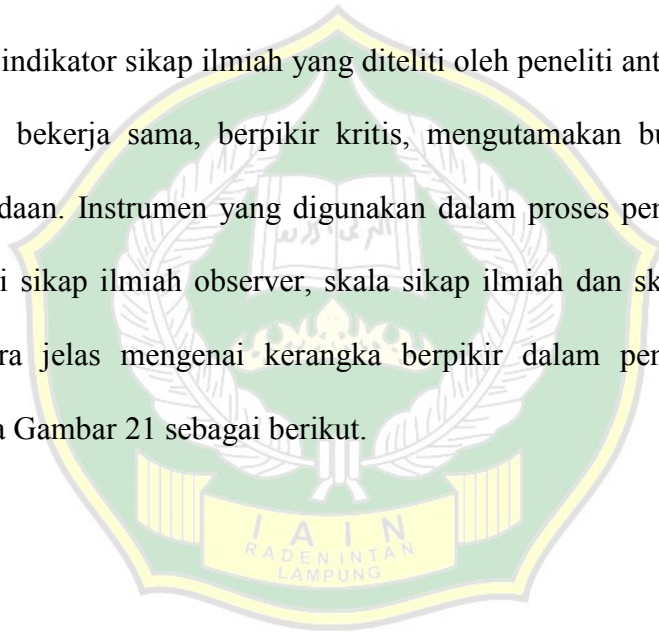 indikator sikap ilmiah yang diteliti oleh peneliti ant
bekerja sama, berpikir kritis, mengutamakan bu
daan. Instrumen yang digunakan dalam proses per
i sikap ilmiah observer, skala sikap ilmiah dan sk
ra jelas mengenai kerangka berpikir dalam per
a Gambar 21 sebagai berikut.
I A I N
RADEN INTAN
LAMPUNG